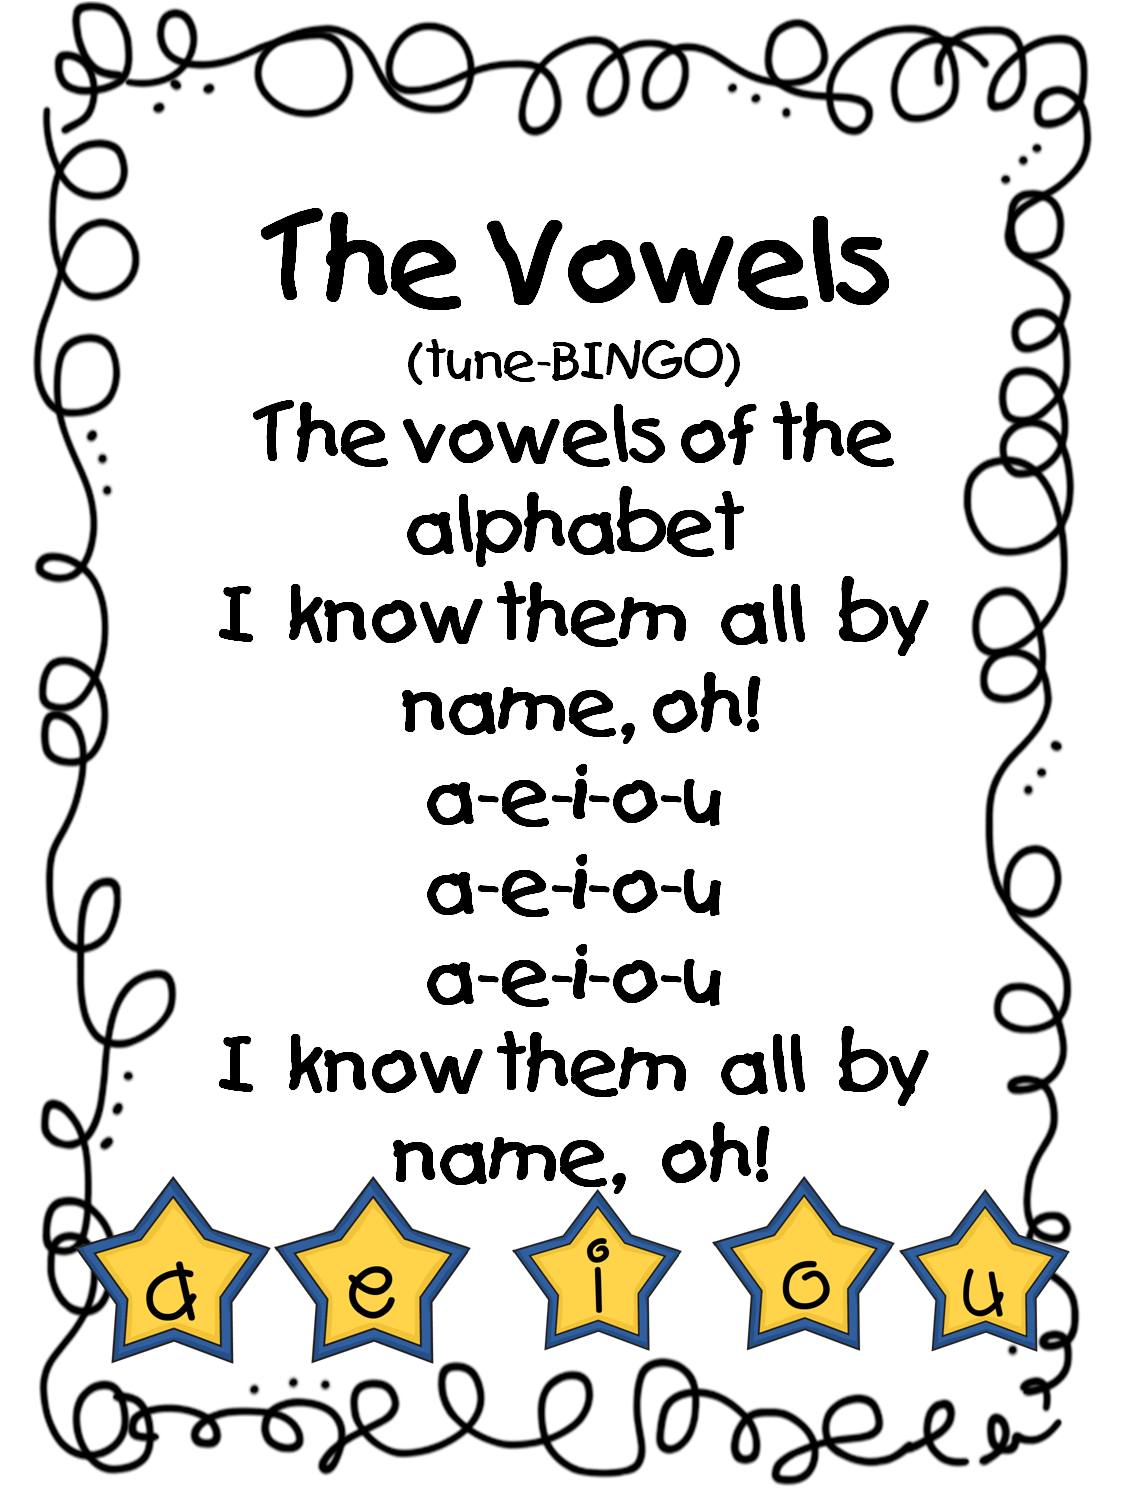 The Vowels
(tune-BINGO)
The vowels of the
alphabet
I know them all by
name, oh!
a-e-i-o-u
a-e-i-o-u
a-e-i-o-u
I know them all by
name, oh!
a e i o u